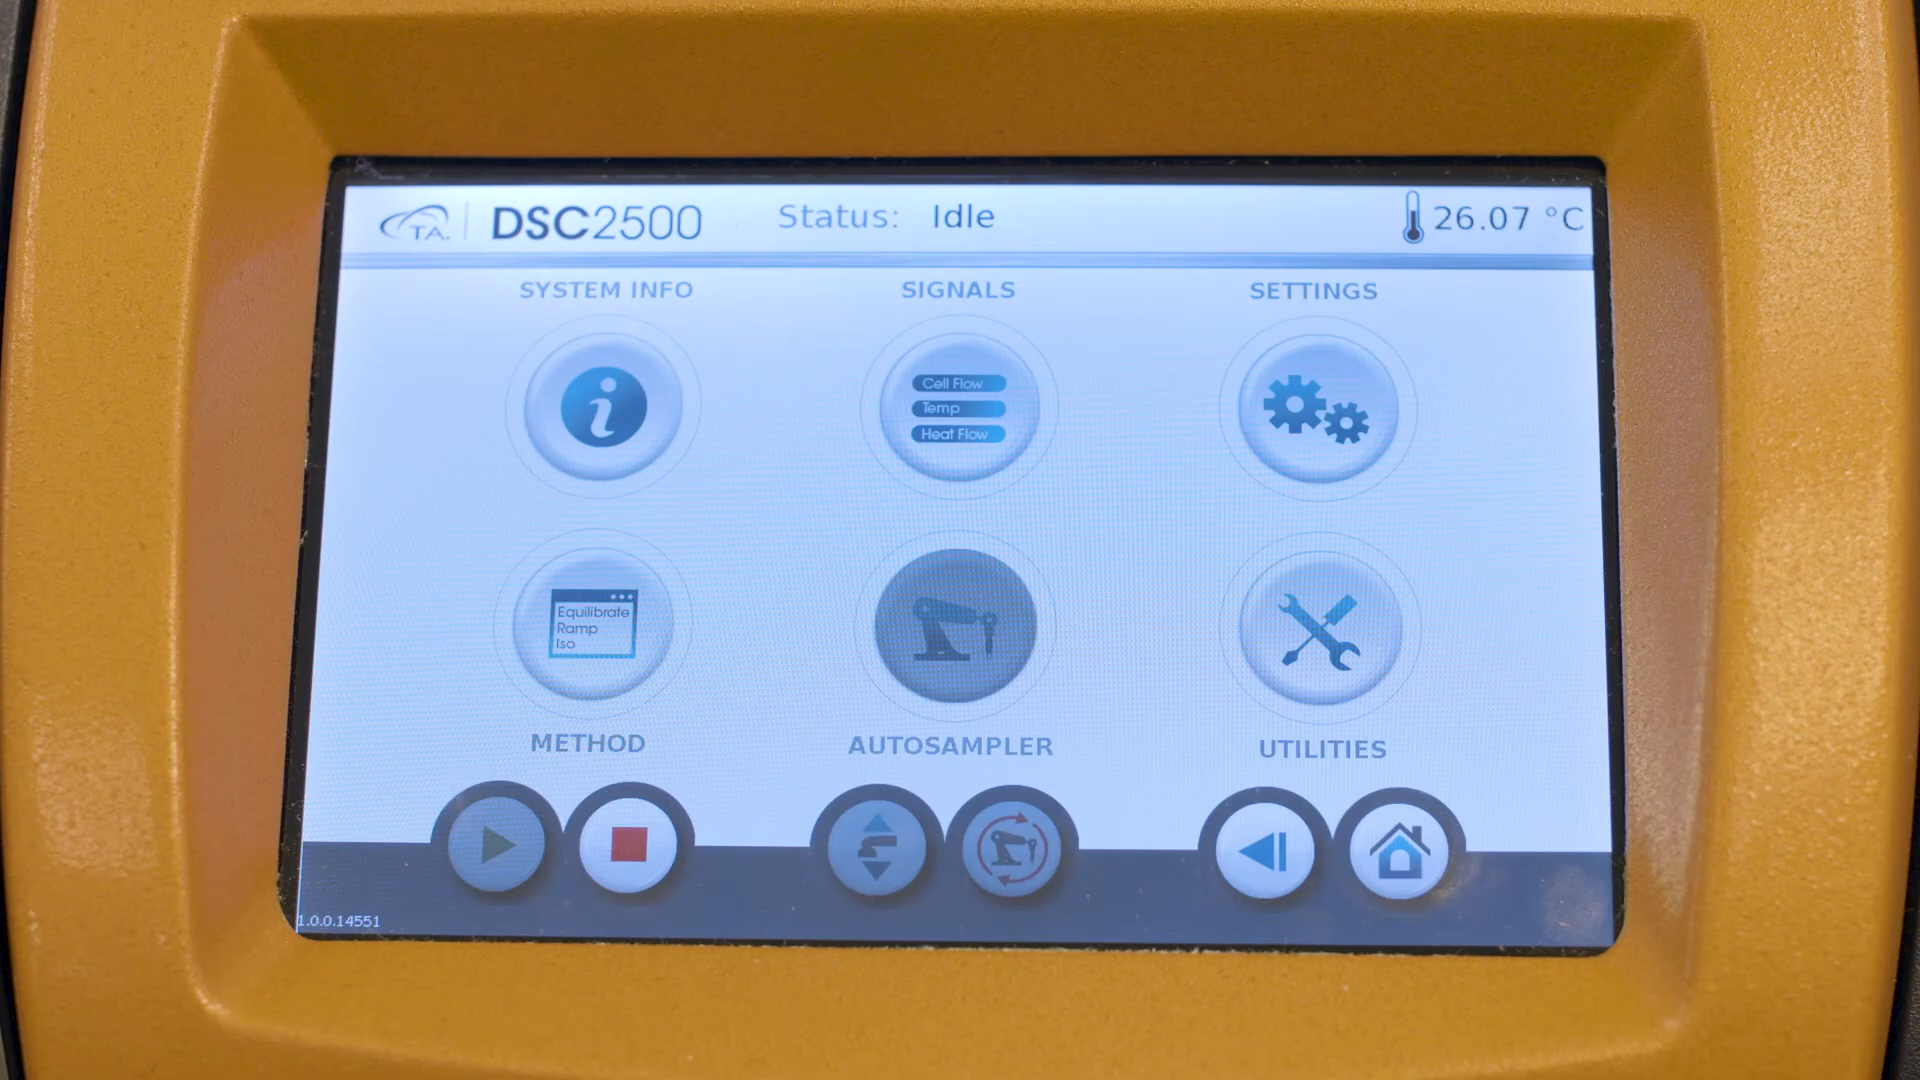 TA. DSC2500 Status: Idle 26.07 °C
SYSTEM INFO SIGNALS SETTINGS
i
Cell Flow
Temp
Heat Flow
Equilibrate
Ramp
Iso
METHOD AUTOSAMPLER UTILITIES
1.0.0.14551